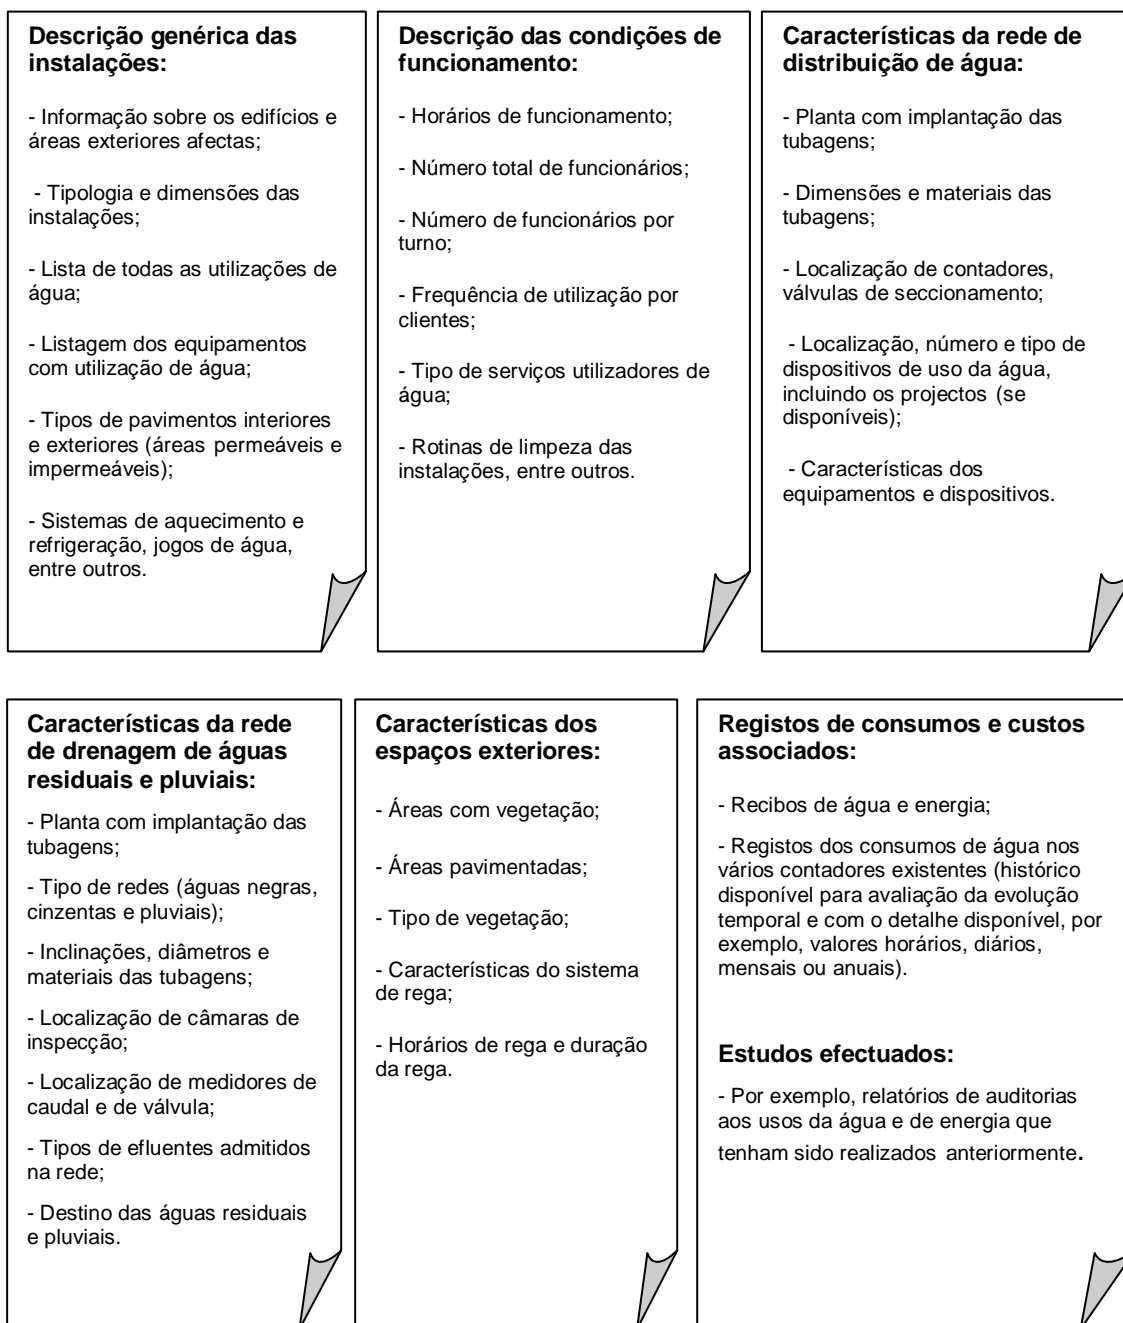 Descrição genérica das
instalações:
- Informação sobre os edifícios e
áreas exteriores afectas;
- Tipologia e dimensões das
instalações;
- Lista de todas as utilizações de
água;
- Listagem dos equipamentos
com utilização de água;
- Tipos de pavimentos interiores
e exteriores (áreas permeáveis e
impermeáveis);
- Sistemas de aquecimento e
refrigeração, jogos de água,
entre outros.
Descrição das condições de
funcionamento:
- Horários de funcionamento;
- Número total de funcionários;
- Número de funcionários por
turno;
- Frequência de utilização por
clientes;
- Tipo de serviços utilizadores de
água;
- Rotinas de limpeza das
instalações, entre outros.
Características da rede de
distribuição de água:
- Planta com implantação das
tubagens;
- Dimensões e materiais das
tubagens;
- Localização de contadores,
válvulas de seccionamento;
- Localização, número e tipo de
dispositivos de uso da água,
incluindo os projectos (se
disponíveis);
- Características dos
equipamentos e dispositivos.
Características da rede
de drenagem de águas
residuais e pluviais:
- Planta com implantação das
tubagens;
- Tipo de redes (águas negras,
cinzentas e pluviais);
- Inclinações, diâmetros e
materiais das tubagens;
- Localização de câmaras de
inspecção;
- Localização de medidores de
caudal e de válvula;
- Tipos de efluentes admitidos
na rede;
- Destino das águas residuais
e pluviais.
Características dos
espaços exteriores:
- Áreas com vegetação;
- Áreas pavimentadas;
- Tipo de vegetação;
- Características do sistema
de rega;
- Horários de rega e duração
da rega.
Registos de consumos e custos
associados:
- Recibos de água e energia;
- Registos dos consumos de água nos
vários contadores existentes (histórico
disponível para avaliação da evolução
temporal e com o detalhe disponível, por
exemplo, valores horários, diários,
mensais ou anuais).
Estudos efectuados:
- Por exemplo, relatórios de auditorias
aos usos da água e de energia que
tenham sido realizados anteriormente.